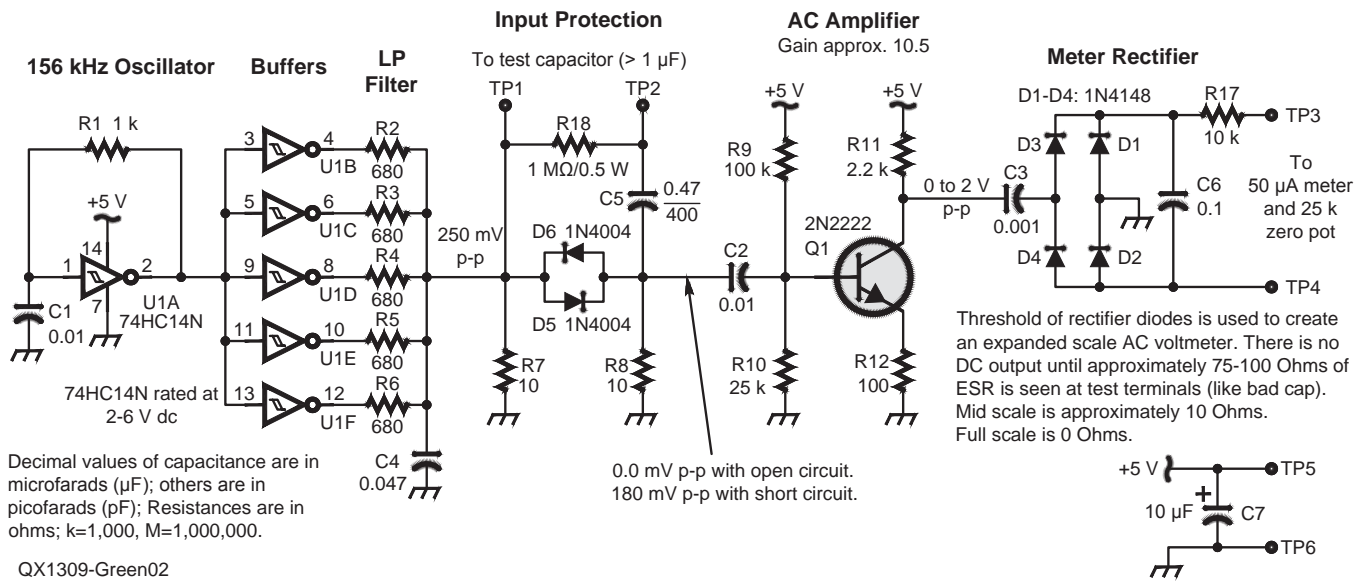 Input Protection
AC Amplifier
Gain approx. 10.5
156 kHz Oscillator
Buffers
LP
Filter
To test capacitor (> 1 µF)
Meter Rectifier
TP1
TP2
+5 V
+5 V
D1-D4: 1N4148
R17
10 k
TP3
R1 1 k
3
4
U1B
R2
680
R18
1 MΩ/0.5 W
R9
100 k
R11
2.2 k
D3
D1
To
50 µA meter
and 25 k
zero pot
+5 V
5
6
U1C
R3
680
C5
0.47
400
0 to 2 V
p-p
C3
0.001
C6
0.1
250 mV
p-p
D6 1N4004
2N2222
Q1
14
1
2
7
U1A
74HC14N
9
8
U1D
R4
680
C2
0.01
D4
D2
TP4
C1
0.01
D5 1N4004
11
10
U1E
R5
680
R7
10
R8
10
R10
25 k
R12
100
Threshold of rectifier diodes is used to create
an expanded scale AC voltmeter. There is no
DC output until approximately 75-100 Ohms of
ESR is seen at test terminals (like bad cap).
Mid scale is approximately 10 Ohms.
Full scale is 0 Ohms.
74HC14N rated at
2-6 V dc
13
12
U1F
R6
680
C4
0.047
0.0 mV p-p with open circuit.
180 mV p-p with short circuit.
Decimal values of capacitance are in
microfarads (µF); others are in
picofarads (pF); Resistances are in
ohms; k=1,000, M=1,000,000.
+5 V
TP5
+
10 µF
C7
TP6
QX1309-Green02